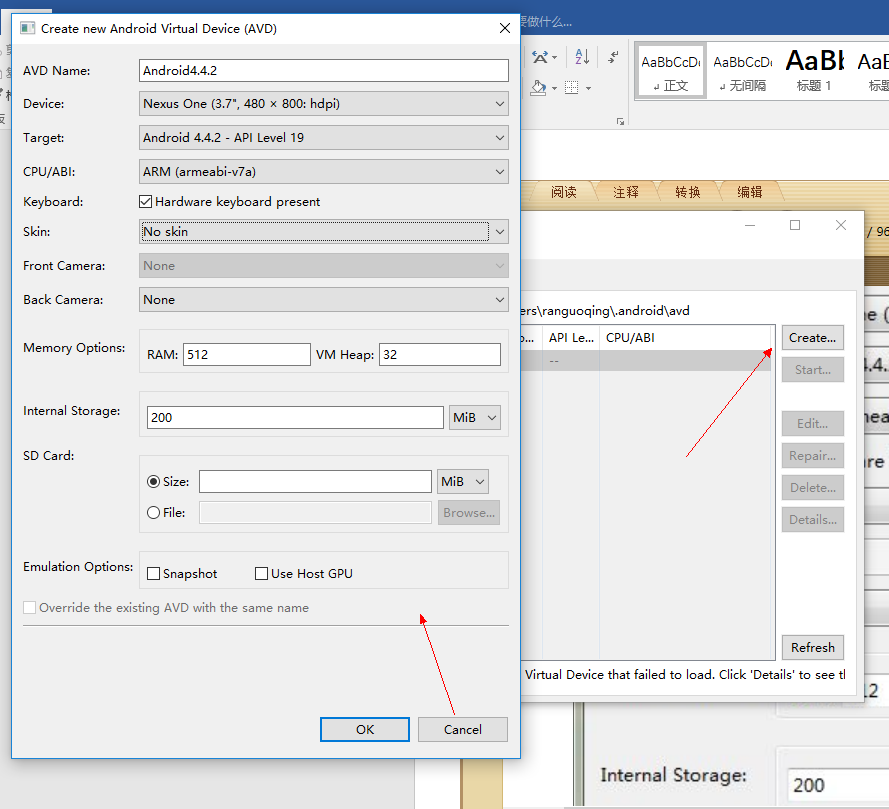 Create new Android Virtual Device (AVD)
要做什么...
AVD Name: Android4.4.2
Device: Nexus One (3.7", 480 × 800: hdpi)
Target: Android 4.4.2 - API Level 19
CPU/ABI: ARM (armeabi-v7a)
Keyboard: Hardware keyboard present
Skin: No skin
Front Camera: None
Back Camera: None
Memory Options: RAM: 512 VM Heap: 32
Internal Storage: 200 MiB
SD Card:
Size: MiB
File: Browse...
Emulation Options: Snapshot Use Host GPU
Override the existing AVD with the same name
OK Cancel
AaBbCcDd AaBbCcDd AaBb AaB
正文 无间隔 标题 1 标题
阅读 注释 转换 编辑
/ 96
ers\ranguoqing\.android\avd
o... API Le... CPU/ABI
--
Create...
Start...
Edit...
Repair...
Delete...
Details...
Refresh
Virtual Device that failed to load. Click 'Details' to see th
ne (
4.4.
mea
are
12
Internal Storage: 200